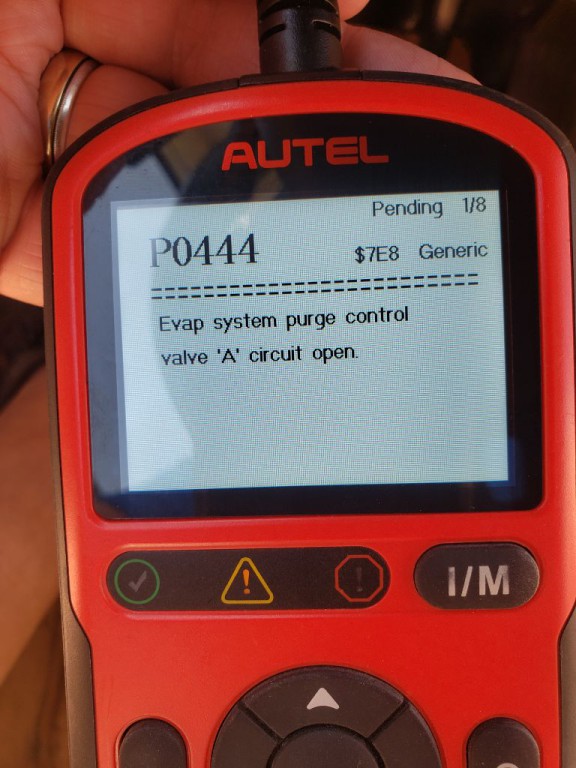 AUTEL
Pending 1/8
P0444 $7E8 Generic
==============================
Evap system purge control
valve 'A' circuit open.
I/M